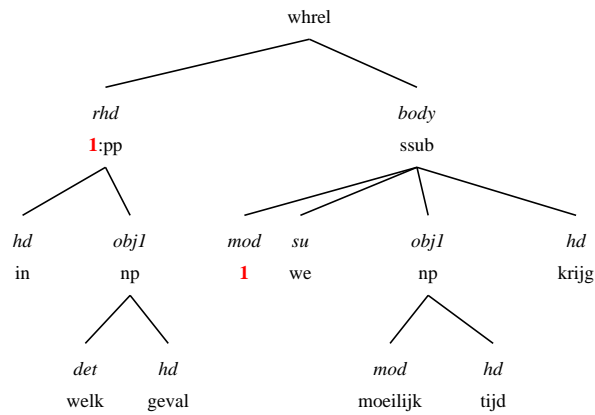 whrel
rhd body
1:pp ssub
hd obj1 mod su obj1 hd
in np 1 we np krijg
det hd mod hd
welk geval moeilijk tijd